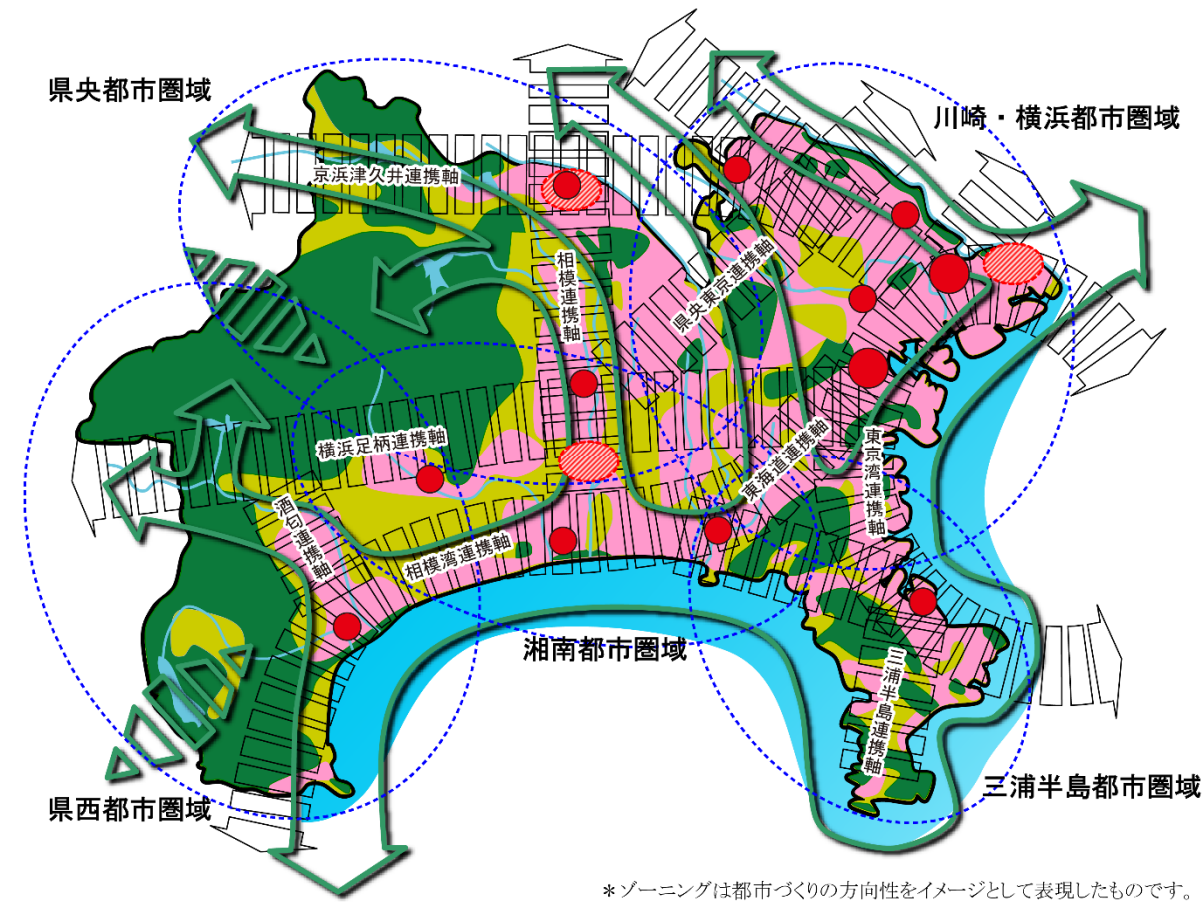 県央都市圏域
川崎・横浜都市圏域
京浜津久井連携軸
相模連携軸
県央東京連携軸
横浜足柄連携軸
東海道連携軸
東京湾連携軸
酒匂連携軸
相模湾連携軸
湘南都市圏域
三浦半島連携軸
県西都市圏域
三浦半島都市圏域
＊ゾーニングは都市づくりの方向性をイメージとして表現したものです。